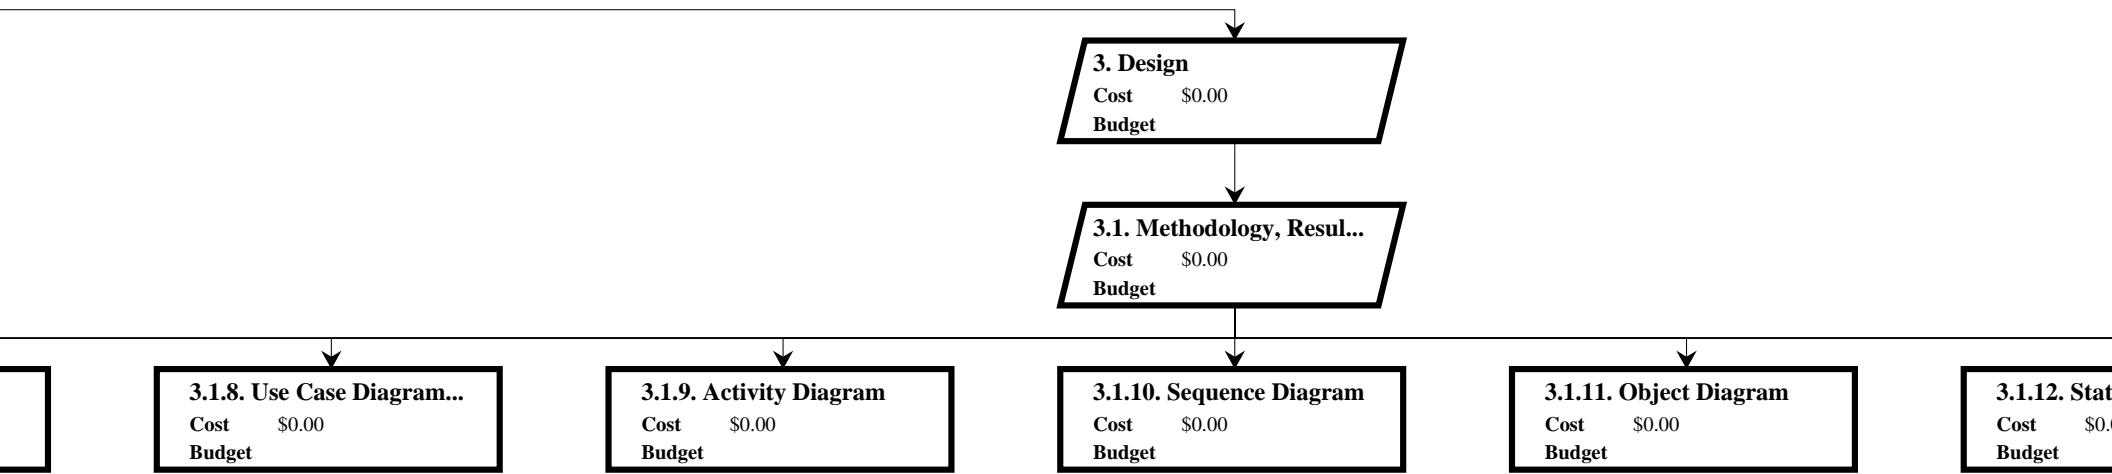 3. Design
Cost $0.00
Budget
3.1. Methodology, Resul...
Cost $0.00
Budget
3.1.8. Use Case Diagram...
Cost $0.00
Budget
3.1.9. Activity Diagram
Cost $0.00
Budget
3.1.10. Sequence Diagram
Cost $0.00
Budget
3.1.11. Object Diagram
Cost $0.00
Budget
3.1.12. Stat
Cost $0.
Budget